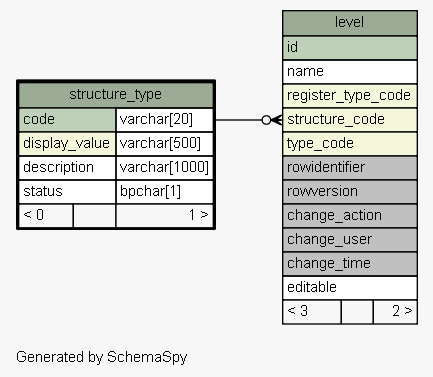 structure_type
code varchar[20]
display_value varchar[500]
description varchar[1000]
status bpchar[1]
< 0 1 >
level
id
name
register_type_code
structure_code
type_code
rowidentifier
rowversion
change_action
change_user
change_time
editable
< 3 2 >
Generated by SchemaSpy